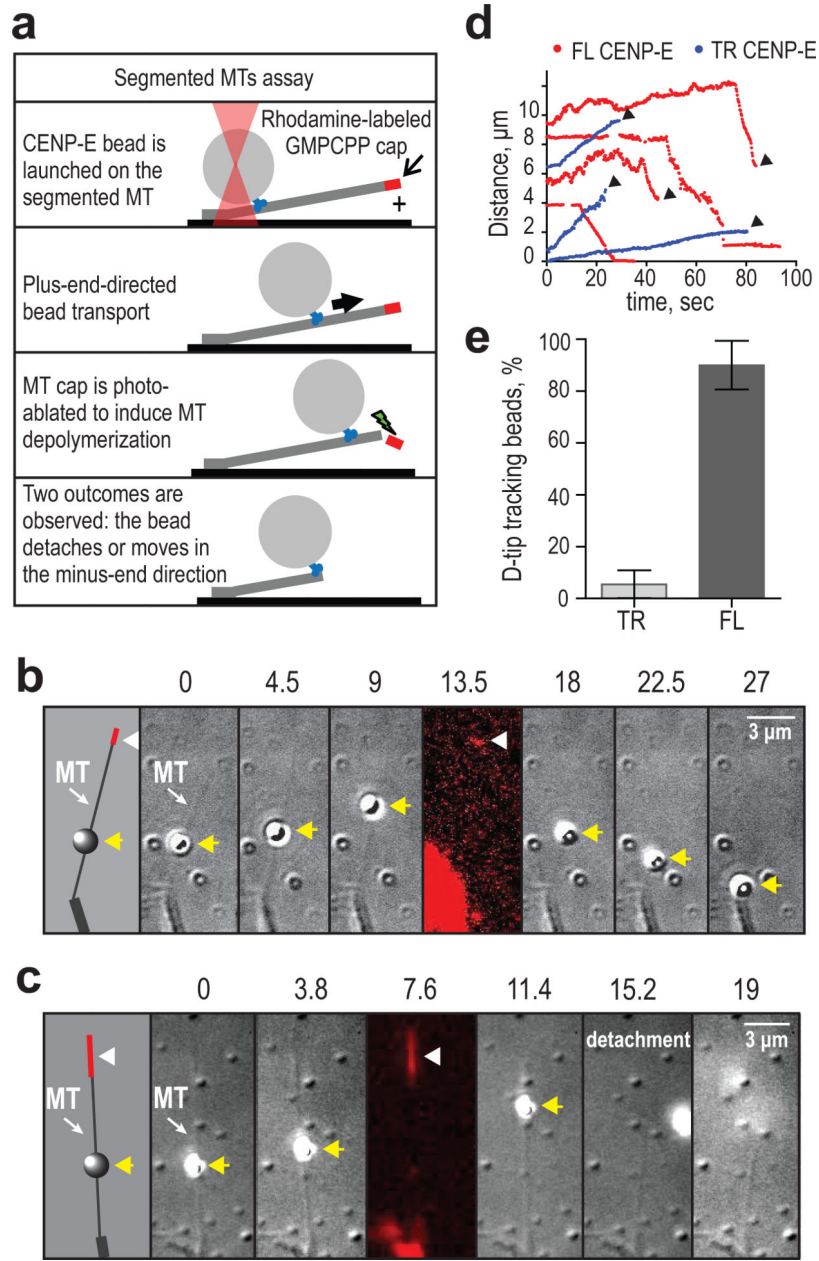 a
Segmented MTs assay
CENP-E bead is
launched on the
segmented MT
Rhodamine-labeled
GMPCPP cap
+
Plus-end-directed
bead transport
MT cap is photo-
ablated to induce MT
depolymerization
Two outcomes are
observed: the bead
detaches or moves in
the minus-end direction
d
FL CENP-E
TR CENP-E
Distance, µm
10
8
6
4
2
0
0
20
40
60
80
100
time, sec
e
D-tip tracking beads, %
100
80
60
40
20
0
TR
FL
b
0
4.5
9
13.5
18
22.5
27
MT
MT
3 µm
c
0
3.8
7.6
11.4
15.2
19
MT
MT
detachment
3 µm